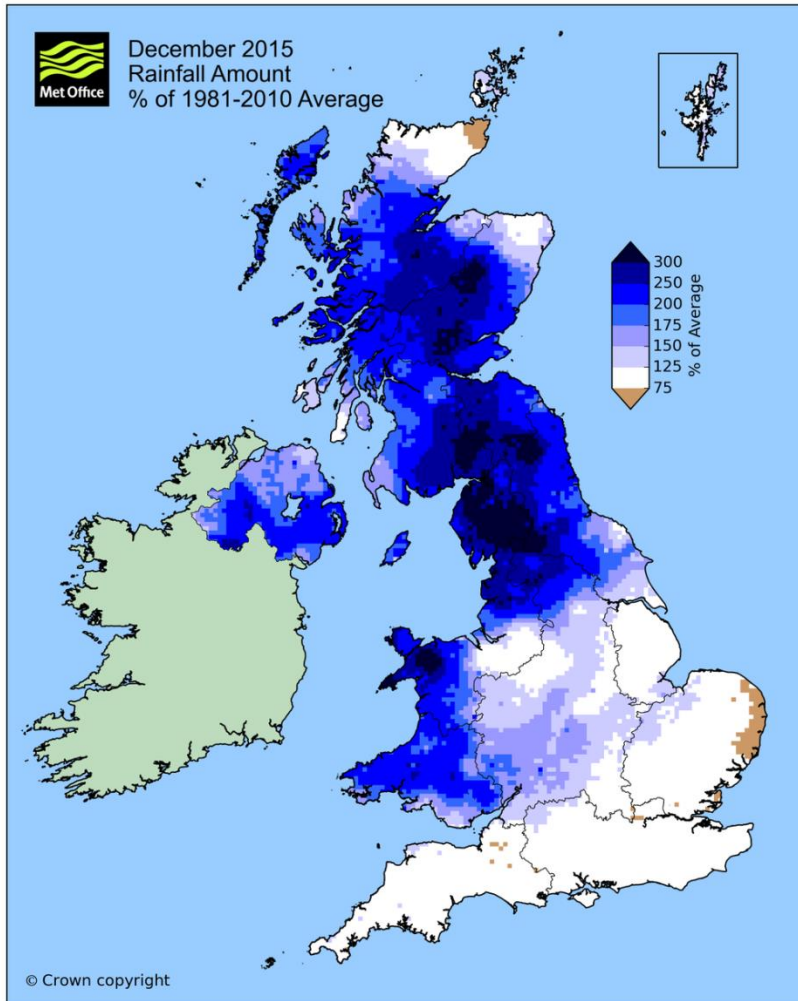 Met Office
December 2015
Rainfall Amount
% of 1981-2010 Average
300
250
200
175
150
125
75
% of Average
© Crown copyright